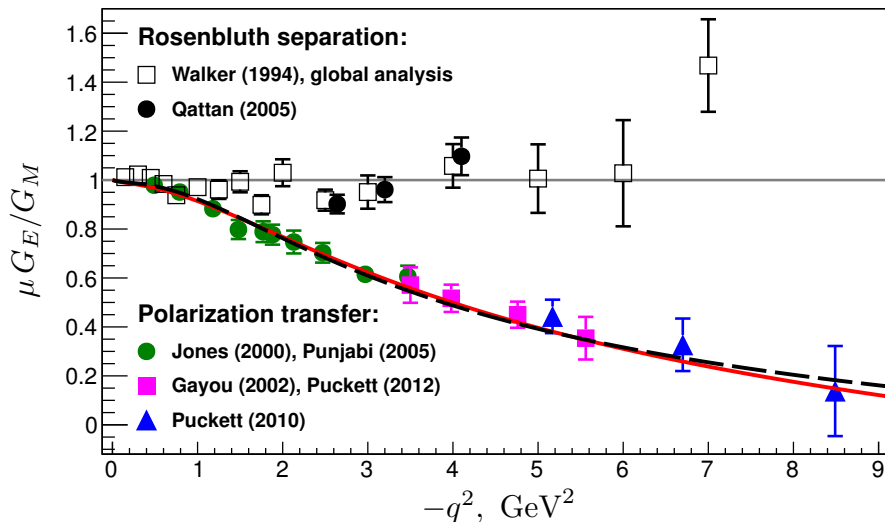 Rosenbluth separation:
Walker (1994), global analysis
Qattan (2005)
Polarization transfer:
Jones (2000), Punjabi (2005)
Gayou (2002), Puckett (2012)
Puckett (2010)
μ G_E/G_M
1.6
1.4
1.2
1
0.8
0.6
0.4
0.2
0
0 1 2 3 4 5 6 7 8 9
−q², GeV²